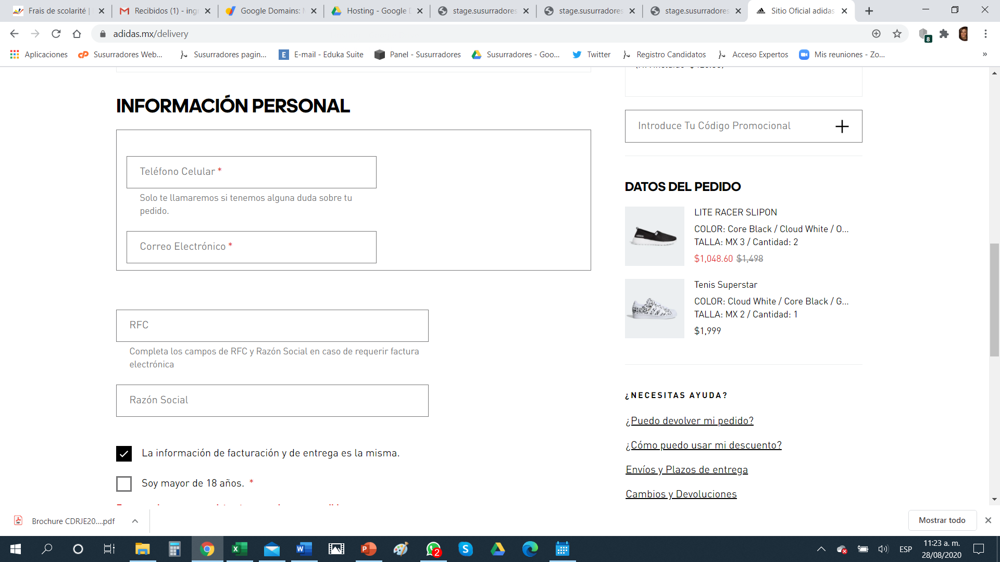 Frais de scolarité |
Recibidos (1) - ing
Google Domains: 
Hosting - Google 
stage.susurradores
stage.susurradores
stage.susurradores
Sitio Oficial adidas
adidas.mx/delivery
8
Aplicaciones
Susurradores Web...
Susurradores pagin...
E-mail - Eduka Suite
Panel - Susurradores
Susurradores - Goo...
Twitter
Registro Candidatos
Acceso Expertos
Mis reuniones - Zo...
»
INFORMACIÓN PERSONAL
Teléfono Celular *
Solo te llamaremos si tenemos alguna duda sobre tu
pedido.
Correo Electrónico *
RFC
Completa los campos de RFC y Razón Social en caso de requerir factura
electrónica
Razón Social
La información de facturación y de entrega es la misma.
Soy mayor de 18 años. *
Introduce Tu Código Promocional
DATOS DEL PEDIDO
LITE RACER SLIPON
COLOR: Core Black / Cloud White / O...
TALLA: MX 3 / Cantidad: 2
$1,048.60 $1,498
Tenis Superstar
COLOR: Cloud White / Core Black / G...
TALLA: MX 2 / Cantidad: 1
$1,999
¿NECESITAS AYUDA?
¿Puedo devolver mi pedido?
¿Cómo puedo usar mi descuento?
Envíos y Plazos de entrega
Cambios y Devoluciones
Brochure CDRJE20....pdf
Mostrar todo
2
ESP
11:23 a. m.
28/08/2020